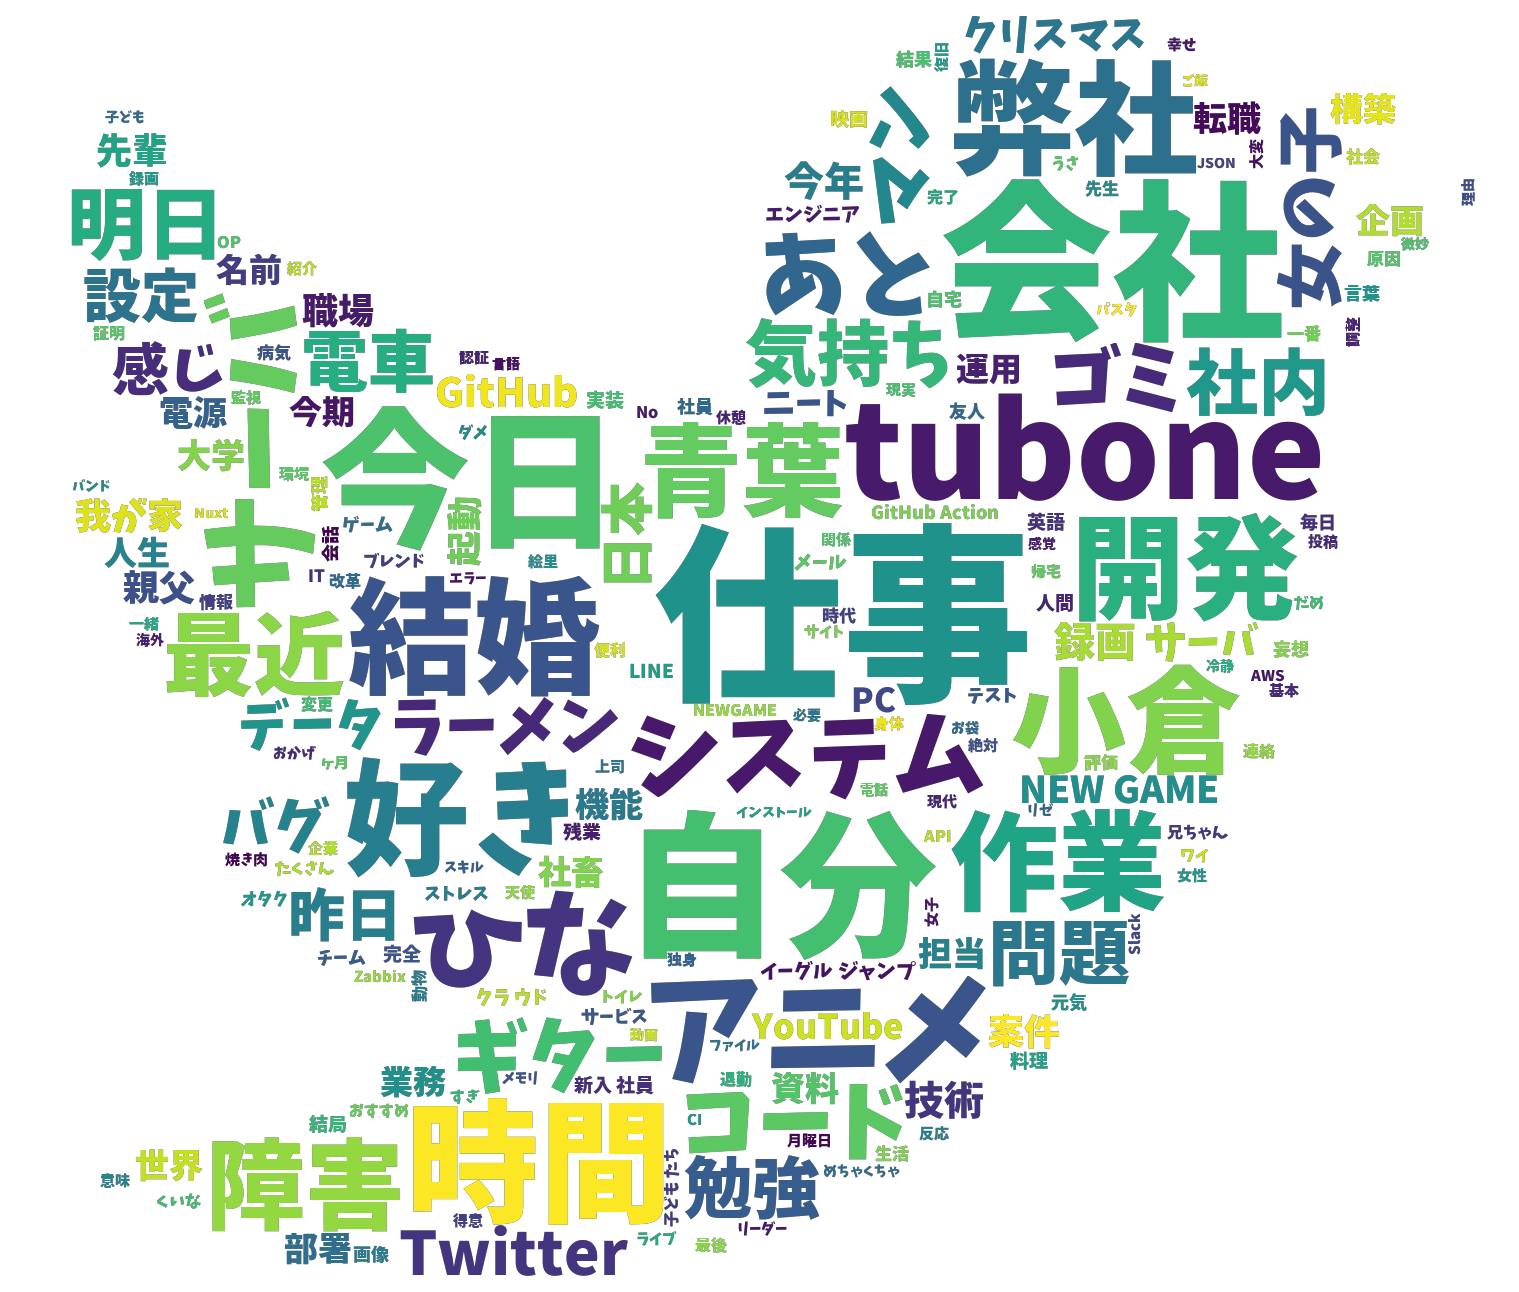 クリスマス
幸せ
結果
復旧
ご飯
弊社
転職
構築
子ども
映画
マン
女の子
先輩
大変
社会
うさ
JSON
録画
今年
完了
先生
理由
明日
エンジニア
会社
企画
微妙
OP
あと
原因
名前
紹介
設定
自宅
パスタ
言葉
職場
証明
ミーン
一番
調整
気持ち
感じ
病気
電車
認証
言語
運用
ゴミ
社内
現実
監視
GitHub
実装
ニート
電源
今期
No
社員
休憩
友人
tubone
今日
ダメ
青葉
大学
環境
管理
バンド
我が家
Nuxt
起動
日本
GitHub Action
英語
毎日
キー
ゲーム
会話
仕事
関係
開発
感覚
投稿
人生
ブレンド
絵里
メール
親父
IT
改革
エラー
帰宅
情報
結婚
時代
人間
だめ
一緒
海外
最近
サイト
録画 サーバ
妄想
便利
LINE
冷静
AWS
基本
変更
PC
テスト
小倉
データ
ラーメン
NEWGAME
必要
身体
お袋
システム
絶対
おかげ
ケ月
上司
評価
連絡
好き
電話
NEW GAME
機能
現代
バグ
インストール
リゼ
残業
自分
API
作業
兄ちゃん
企業
焼き肉
たくさん
スキル
社畜
ワイ
女性
オタク
昨日
ストレス
天使
ひな
女子
Slack
チーム
完全
独身
担当
問題
Zabbix
動物
イーグル ジャンプ
クラウド
トイレ
アニメ
元気
サービス
YouTube
案件
ギター
動画
ファイル
料理
業務
メモリ
新入 社員
退勤
資料
技術
すぎ
おすすめ
時間
コード
結局
CI
月曜日
反応
障害
生活
世界
子どもたち
勉強
めちゃくちゃ
意味
くいな
得意
リーダー
部署
画像
Twitter
ライブ
最後